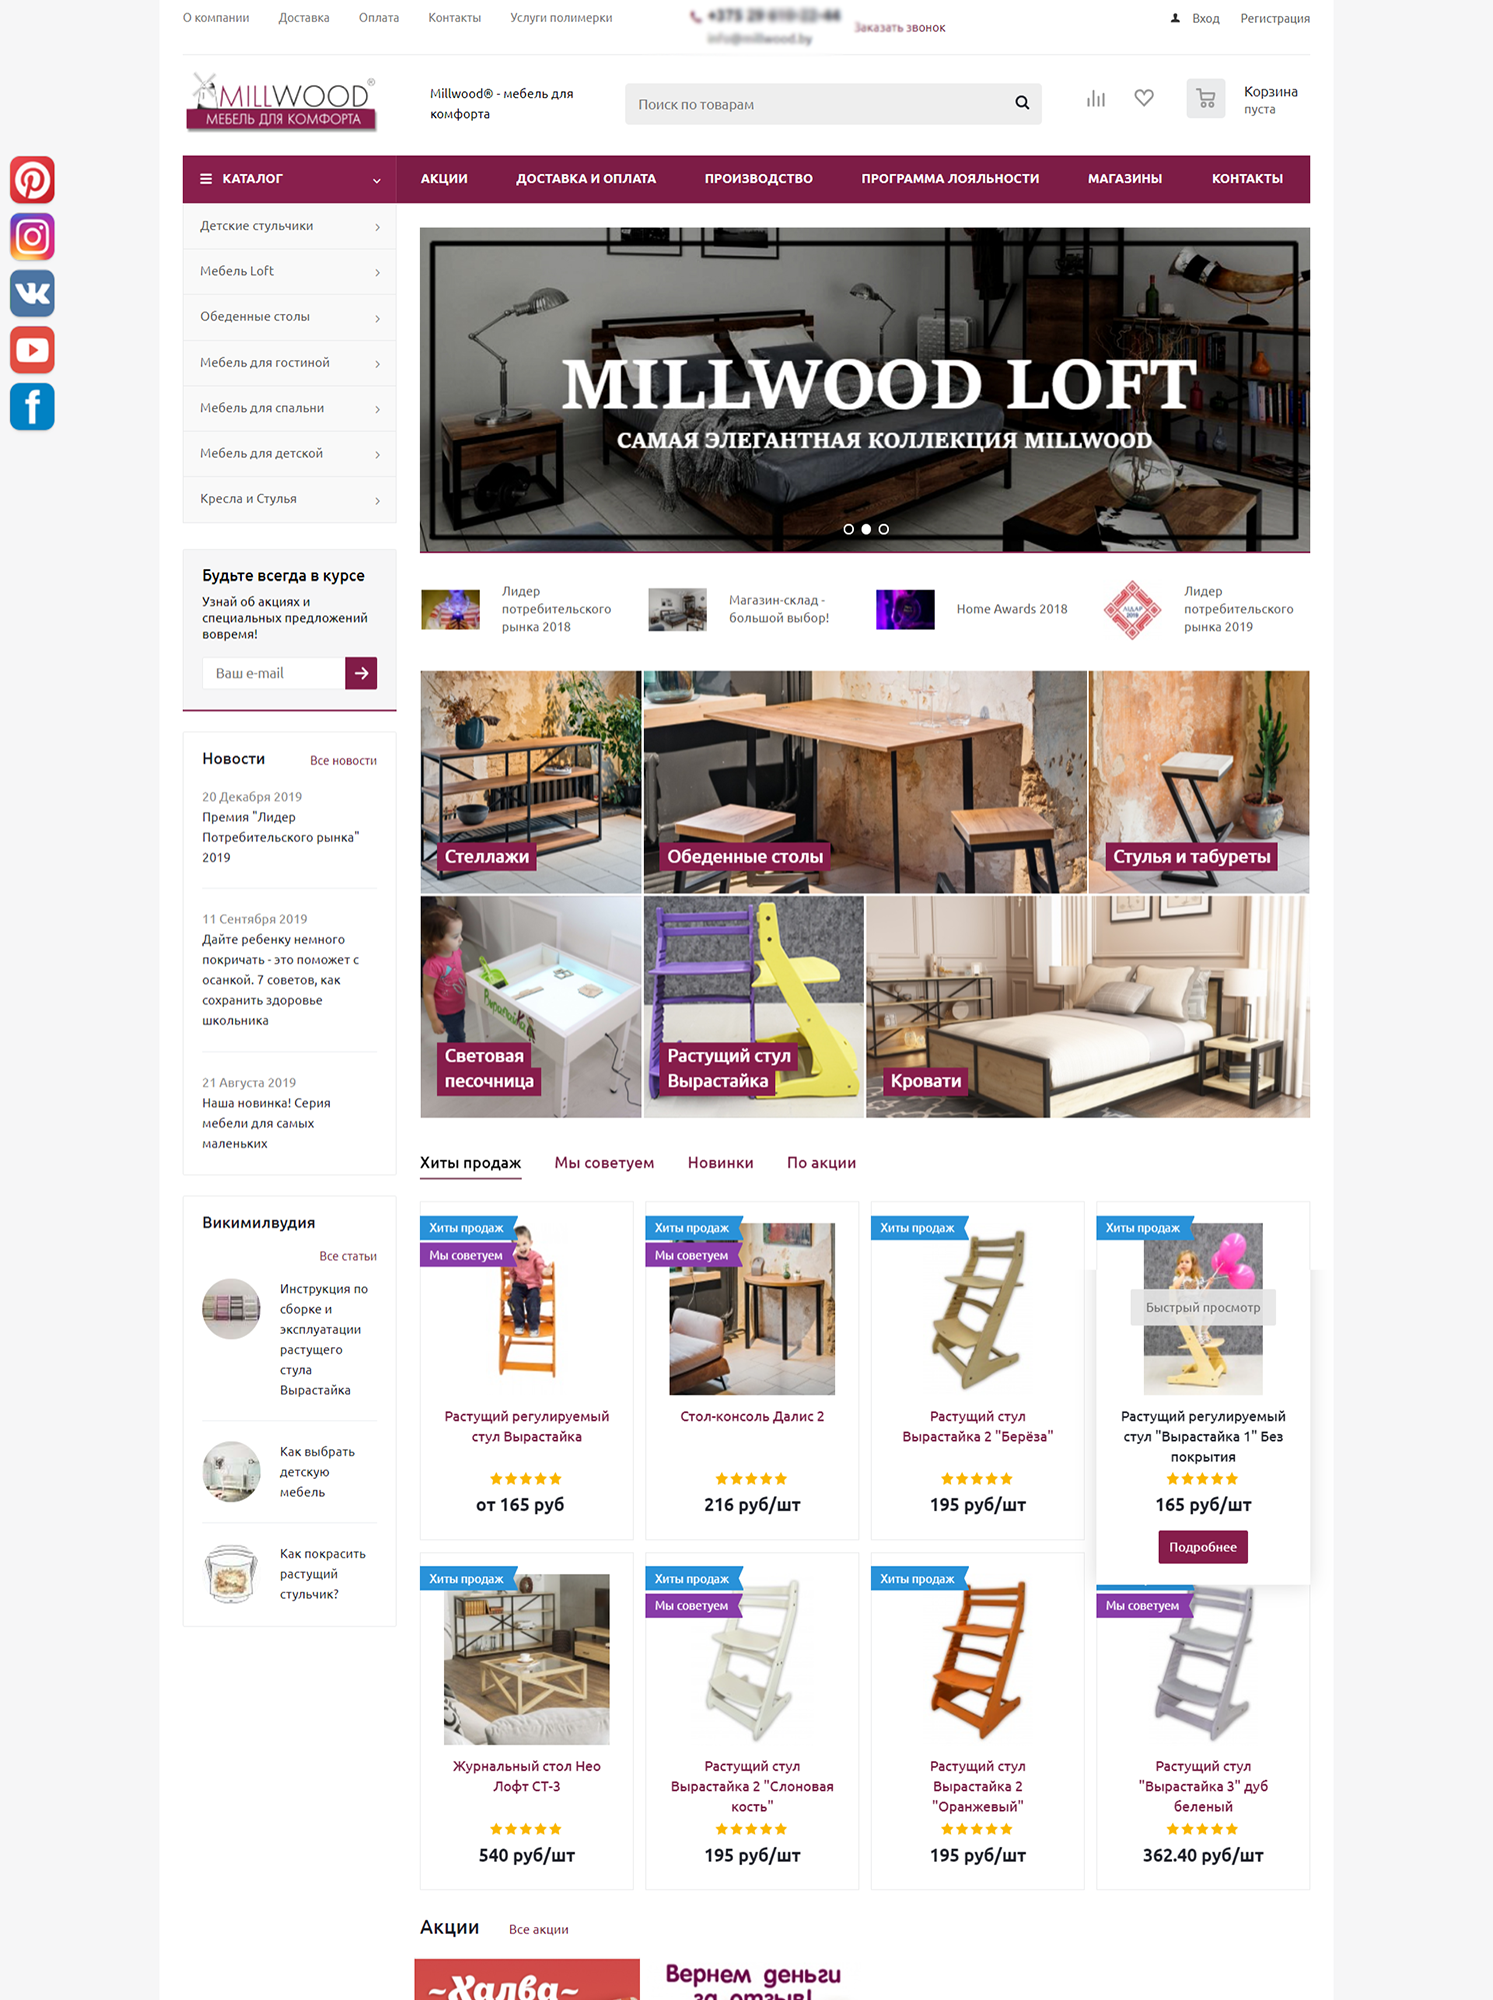 О компании
Доставка
Оплата
Контакты
Услуги полимерки
Заказать звонок
Вход
Регистрация
MILLWOOD®
МЕБЕЛЬ ДЛЯ КОМФОРТА
Millwood® - мебель для
комфорта
Поиск по товарам
Корзина
пуста
КАТАЛОГ
АКЦИИ
ДОСТАВКА И ОПЛАТА
ПРОИЗВОДСТВО
ПРОГРАММА ЛОЯЛЬНОСТИ
МАГАЗИНЫ
КОНТАКТЫ
Детские стульчики
Мебель Loft
Обеденные столы
Мебель для гостиной
Мебель для спальни
Мебель для детской
Кресла и Стулья
MILLWOOD LOFT
САМАЯ ЭЛЕГАНТНАЯ КОЛЛЕКЦИЯ MILLWOOD
Лидер
потребительского
рынка 2018
Магазин-склад -
большой выбор!
Home Awards 2018
Лидер
потребительского
рынка 2019
Будьте всегда в курсе
Узнай об акциях и
специальных предложений
вовремя!
Ваш e-mail
Новости
Все новости
20 Декабря 2019
Премия "Лидер
Потребительского рынка"
2019
11 Сентября 2019
Дайте ребенку немного
покричать - это поможет с
осанкой. 7 советов, как
сохранить здоровье
школьника
21 Августа 2019
Наша новинка! Серия
мебели для самых
маленьких
Викимилвудия
Все статьи
Инструкция по
сборке и
эксплуатации
растущего
стула
Вырастайка
Как выбрать
детскую
мебель
Как покрасить
растущий
стульчик?
Стеллажи
Обеденные столы
Стулья и табуреты
Световая
песочница
Растущий стул
Вырастайка
Кровати
Хиты продаж
Мы советуем
Новинки
По акции
Хиты продаж
Мы советуем
Растущий регулируемый
стул Вырастайка
от 165 руб
Хиты продаж
Мы советуем
Стол-консоль Далис 2
216 руб/шт
Хиты продаж
Растущий стул
Вырастайка 2 "Берёза"
195 руб/шт
Хиты продаж
Быстрый просмотр
Растущий регулируемый
стул "Вырастайка 1" Без
покрытия
165 руб/шт
Подробнее
Хиты продаж
Журнальный стол Нео
Лофт СТ-3
540 руб/шт
Хиты продаж
Мы советуем
Растущий стул
Вырастайка 2 "Слоновая
кость"
195 руб/шт
Хиты продаж
Растущий стул
Вырастайка 2
"Оранжевый"
195 руб/шт
Мы советуем
Растущий стул
"Вырастайка 3" дуб
беленый
362.40 руб/шт
Акции
Все акции
~Халва~
Вернем деньги
за отзыв!